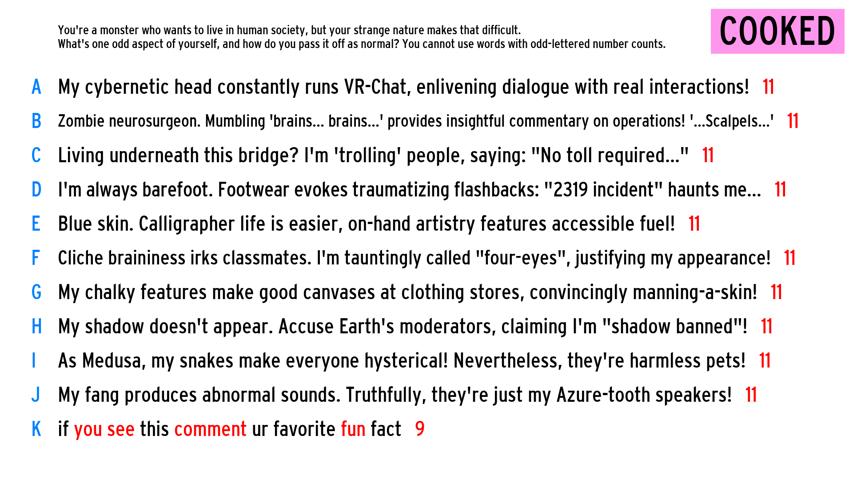 You're a monster who wants to live in human society, but your strange nature makes that difficult.
What's one odd aspect of yourself, and how do you pass it off as normal? You cannot use words with odd-lettered number counts.
COOKED
A My cybernetic head constantly runs VR-Chat, enlivening dialogue with real interactions! 11
B Zombie neurosurgeon. Mumbling 'brains... brains...' provides insightful commentary on operations! '...Scalpels...' 11
C Living underneath this bridge? I'm 'trolling' people, saying: "No toll required..." 11
D I'm always barefoot. Footwear evokes traumatizing flashbacks: "2319 incident" haunts me... 11
E Blue skin. Calligrapher life is easier, on-hand artistry features accessible fuel! 11
F Cliche braininess irks classmates. I'm tauntingly called "four-eyes", justifying my appearance! 11
G My chalky features make good canvases at clothing stores, convincingly manning-a-skin! 11
H My shadow doesn't appear. Accuse Earth's moderators, claiming I'm "shadow banned"! 11
I As Medusa, my snakes make everyone hysterical! Nevertheless, they're harmless pets! 11
J My fang produces abnormal sounds. Truthfully, they're just my Azure-tooth speakers! 11
K if you see this comment ur favorite fun fact 9